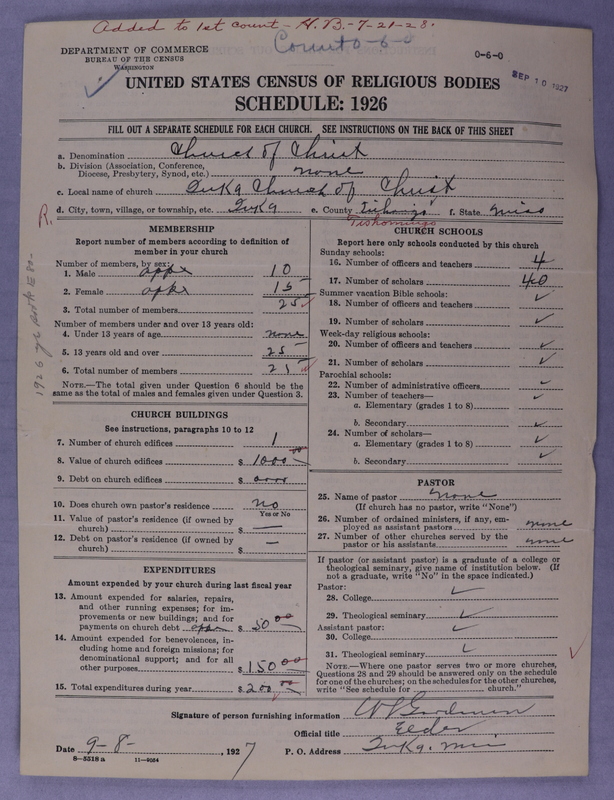 Added to 1st count - H.B. - 7-21-28.
Count 0-6-0
DEPARTMENT OF COMMERCE
BUREAU OF THE CENSUS
WASHINGTON
0-6-0
SEP 10 1927
UNITED STATES CENSUS OF RELIGIOUS BODIES
SCHEDULE: 1926
FILL OUT A SEPARATE SCHEDULE FOR EACH CHURCH. SEE INSTRUCTIONS ON THE BACK OF THIS SHEET
a. Denomination Church of Christ
b. Division (Association, Conference,
Diocese, Presbytery, Synod, etc.) none
c. Local name of church Iuka Church of Christ
d. City, town, village, or township, etc. Iuka e. County Tishomingo f. State Miss
R.
MEMBERSHIP
Report number of members according to definition of
member in your church
Number of members, by sex:
1. Male 10
2. Female 15
3. Total number of members 25
Number of members under and over 13 years old:
4. Under 13 years of age none
5. 13 years old and over 25
6. Total number of members 25
NOTE.—The total given under Question 6 should be the
same as the total of males and females given under Question 3.
CHURCH BUILDINGS
See instructions, paragraphs 10 to 12
7. Number of church edifices 1
8. Value of church edifices $ 1000 00
9. Debt on church edifices $
10. Does church own pastor's residence No
Yes or No
11. Value of pastor's residence (if owned by
church) $ —
12. Debt on pastor's residence (if owned by
church) $ —
EXPENDITURES
Amount expended by your church during last fiscal year
13. Amount expended for salaries, repairs,
and other running expenses; for im-
provements or new buildings; and for
payments on church debt $ 50 00
14. Amount expended for benevolences, in-
cluding home and foreign missions; for
denominational support; and for all
other purposes $ 150 00
15. Total expenditures during year $ 200 00
CHURCH SCHOOLS
Report here only schools conducted by this church
Sunday schools:
16. Number of officers and teachers 4
17. Number of scholars 40
Summer vacation Bible schools:
18. Number of officers and teachers ✓
19. Number of scholars ✓
Week-day religious schools:
20. Number of officers and teachers ✓
21. Number of scholars ✓
Parochial schools:
22. Number of administrative officers ✓
23. Number of teachers— ✓
a. Elementary (grades 1 to 8)
b. Secondary ✓
24. Number of scholars— ✓
a. Elementary (grades 1 to 8) ✓
b. Secondary ✓
PASTOR
25. Name of pastor None
(If church has no pastor, write "None")
26. Number of ordained ministers, if any, em-
ployed as assistant pastors none
27. Number of other churches served by the
pastor or his assistants none
If pastor (or assistant pastor) is a graduate of a college or
theological seminary, give name of institution below. (If
not a graduate, write "No" in the space indicated.)
Pastor:
28. College ✓
29. Theological seminary ✓
Assistant pastor: ✓
30. College
31. Theological seminary ✓
NOTE.—Where one pastor serves two or more churches,
Questions 28 and 29 should be answered only on the schedule
for one of the churches; on the schedules for the other churches,
write "See schedule for church."
Signature of person furnishing information
Official title Elder
Date 9-8-, 1927 P. O. Address Iuka, Miss
8—5518 a 11—9054